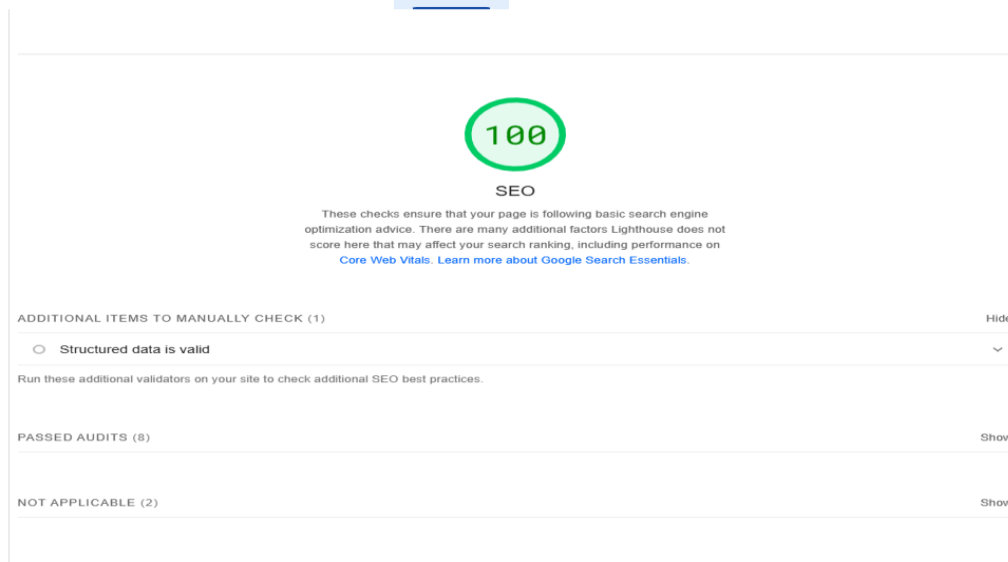 100
SEO
These checks ensure that your page is following basic search engine
optimization advice. There are many additional factors Lighthouse does not
score here that may affect your search ranking, including performance on
Core Web Vitals. Learn more about Google Search Essentials.
ADDITIONAL ITEMS TO MANUALLY CHECK (1) Hide
Structured data is valid
Run these additional validators on your site to check additional SEO best practices.
PASSED AUDITS (8) Show
NOT APPLICABLE (2) Show